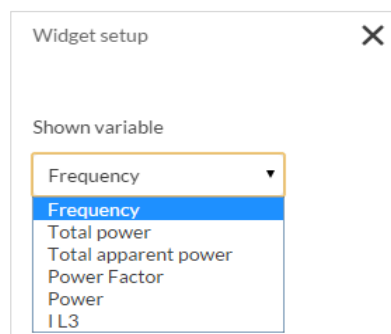 Widget setup
Shown variable
Frequency
Frequency
Total power
Total apparent power
Power Factor
Power
I L3